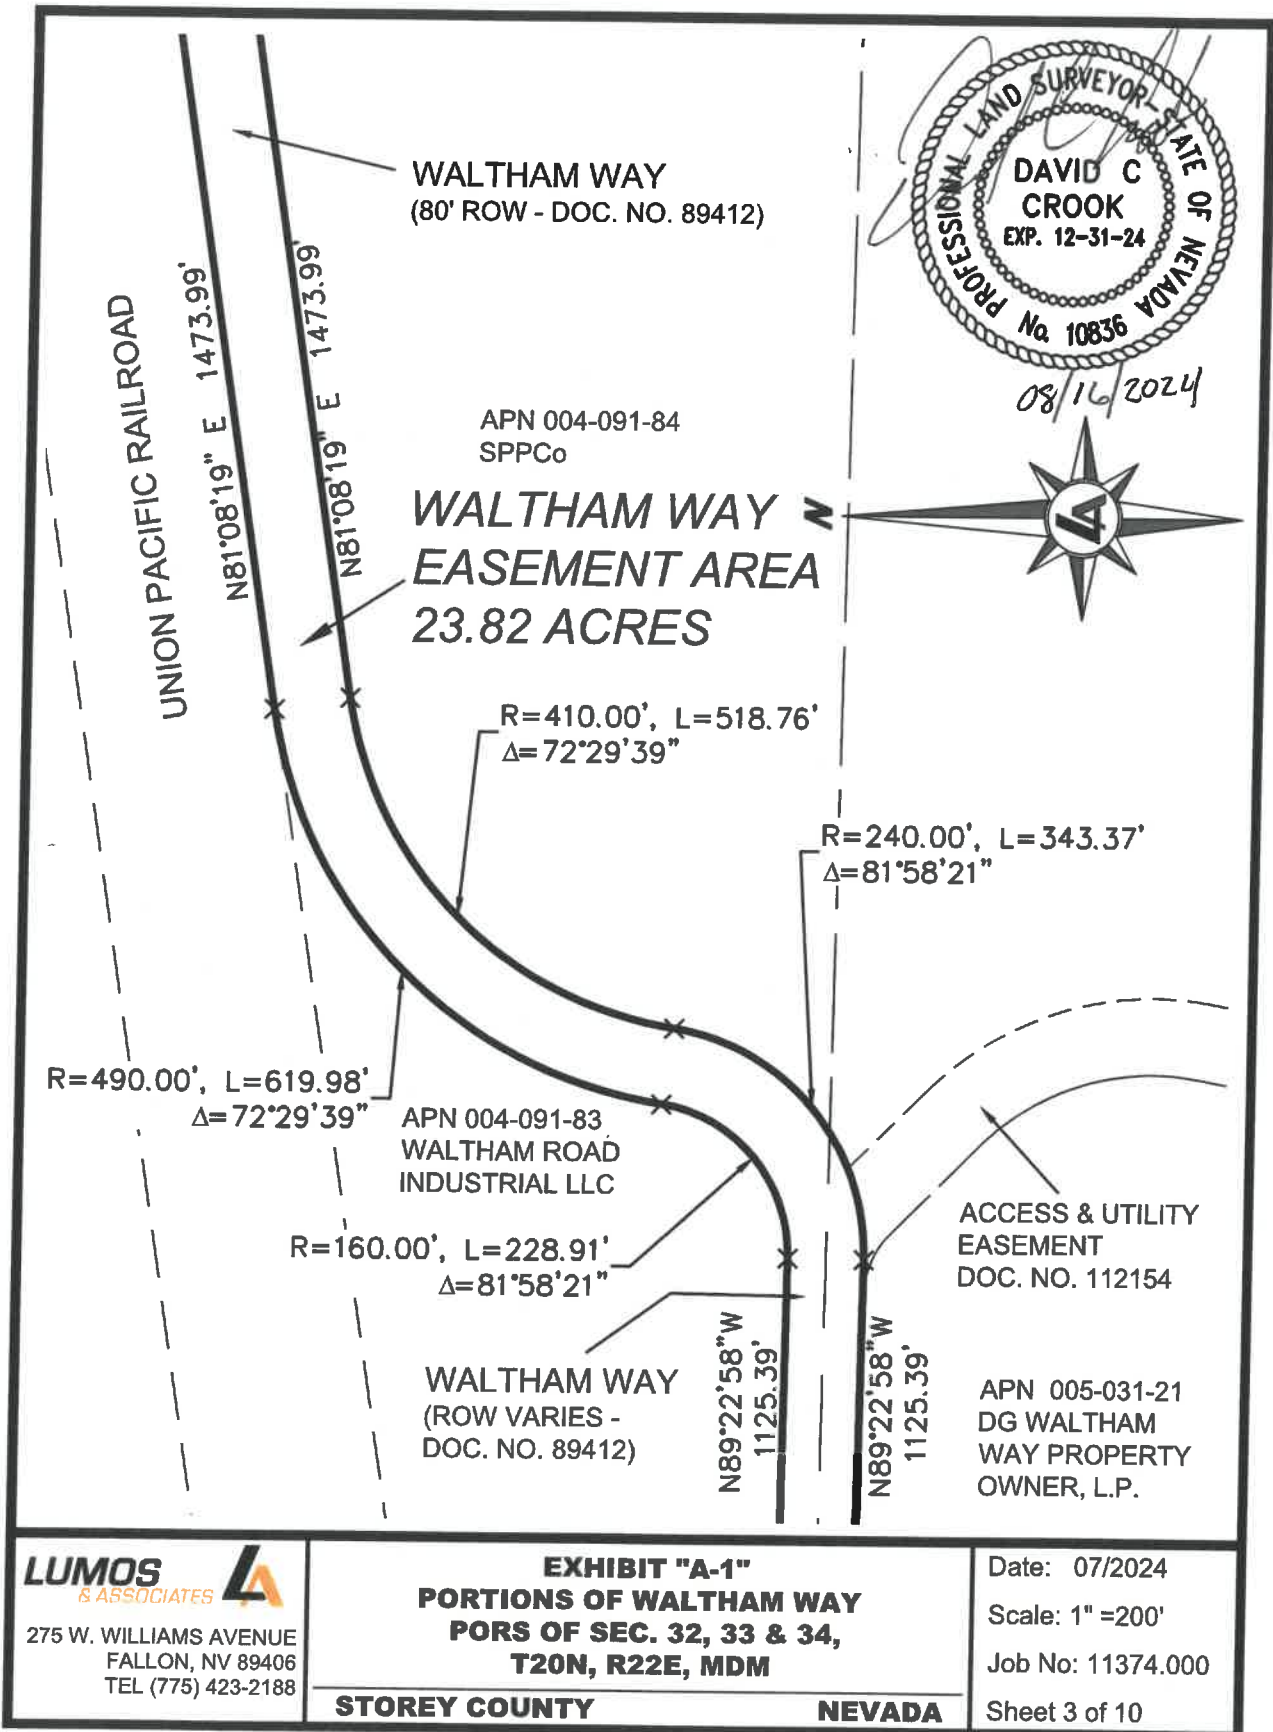 WALTHAM WAY
(80' ROW - DOC. NO. 89412)
PROFESSIONAL LAND SURVEYOR-STATE OF NEVADA
DAVID C
CROOK
EXP. 12-31-24
No. 10836
08/16/2024
UNION PACIFIC RAILROAD
N81°08'19" E 1473.99'
N81°08'19" E 1473.99'
APN 004-091-84
SPPCo
WALTHAM WAY
EASEMENT AREA
23.82 ACRES
N
LA
R=410.00', L=518.76'
Δ=72°29'39"
R=240.00', L=343.37'
Δ=81°58'21"
R=490.00', L=619.98'
Δ=72°29'39"
APN 004-091-83
WALTHAM ROAD
INDUSTRIAL LLC
R=160.00', L=228.91'
Δ=81°58'21"
ACCESS & UTILITY
EASEMENT
DOC. NO. 112154
WALTHAM WAY
(ROW VARIES -
DOC. NO. 89412)
N89°22'58"W
1125.39'
N89°22'58"W
1125.39'
APN 005-031-21
DG WALTHAM
WAY PROPERTY
OWNER, L.P.
LUMOS
& ASSOCIATES
LA
275 W. WILLIAMS AVENUE
FALLON, NV 89406
TEL (775) 423-2188
EXHIBIT "A-1"
PORTIONS OF WALTHAM WAY
PORS OF SEC. 32, 33 & 34,
T20N, R22E, MDM
STOREY COUNTY NEVADA
Date: 07/2024
Scale: 1" =200'
Job No: 11374.000
Sheet 3 of 10